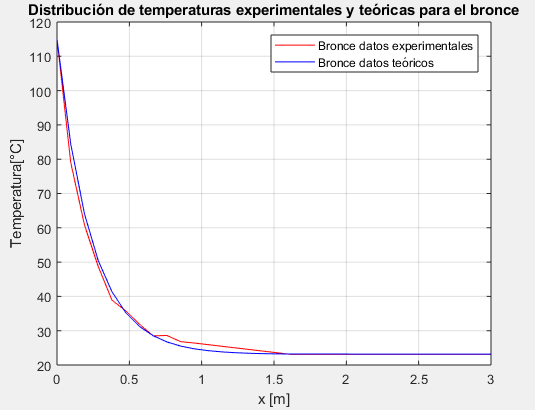 Distribución de temperaturas experimentales y teóricas para el bronce
120
110
100
90
80
70
60
50
40
30
20
Temperatura[°C]
Bronce datos experimentales
Bronce datos teóricos
0 0.5 1 1.5 2 2.5 3
x [m]